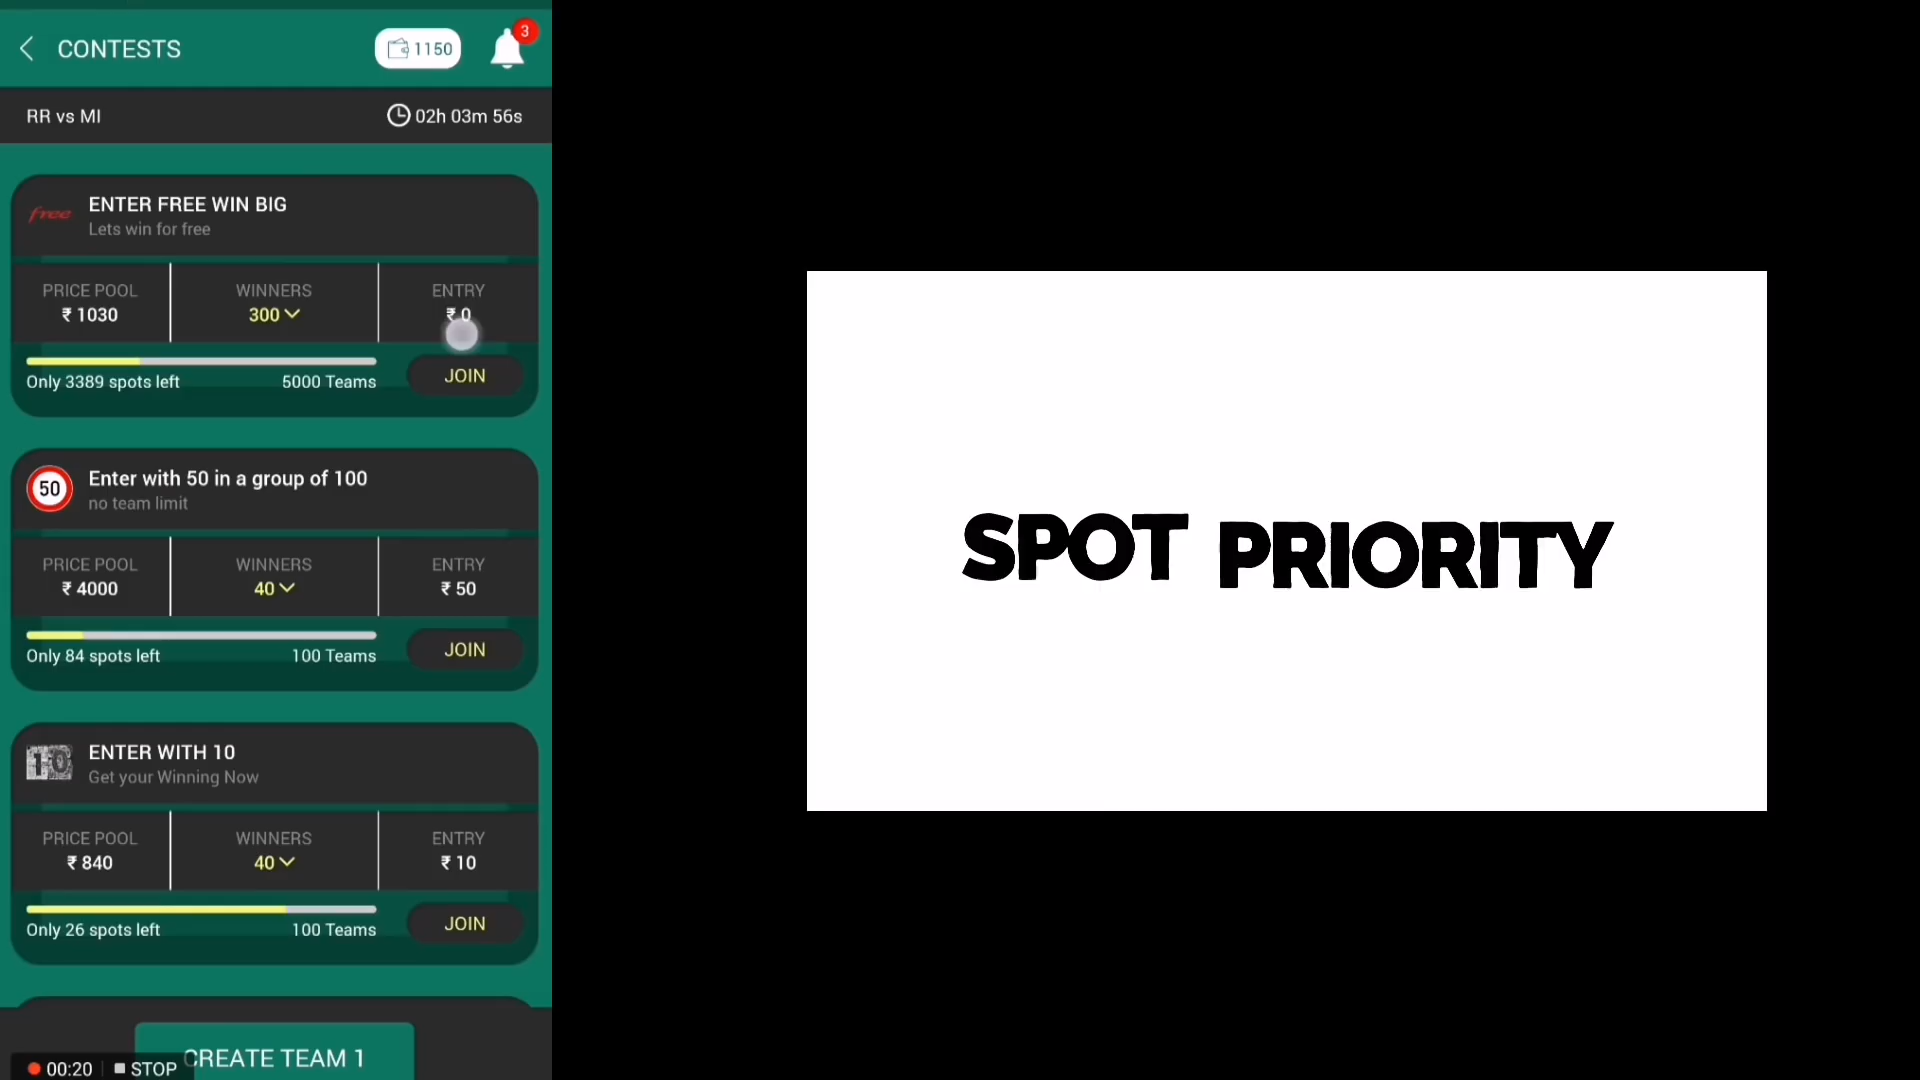 CONTESTS
1150
3
RR vs MI
02h 03m 56s
free
ENTER FREE WIN BIG
Lets win for free
PRICE POOL
WINNERS
ENTRY
₹ 1030
300
₹ 0
Only 3389 spots left
5000 Teams
JOIN
50
Enter with 50 in a group of 100
no team limit
PRICE POOL
WINNERS
ENTRY
₹ 4000
40
₹ 50
Only 84 spots left
100 Teams
JOIN
10
ENTER WITH 10
Get your Winning Now
PRICE POOL
WINNERS
ENTRY
₹ 840
40
₹ 10
Only 26 spots left
100 Teams
JOIN
CREATE TEAM 1
00:20
STOP
SPOT PRIORITY